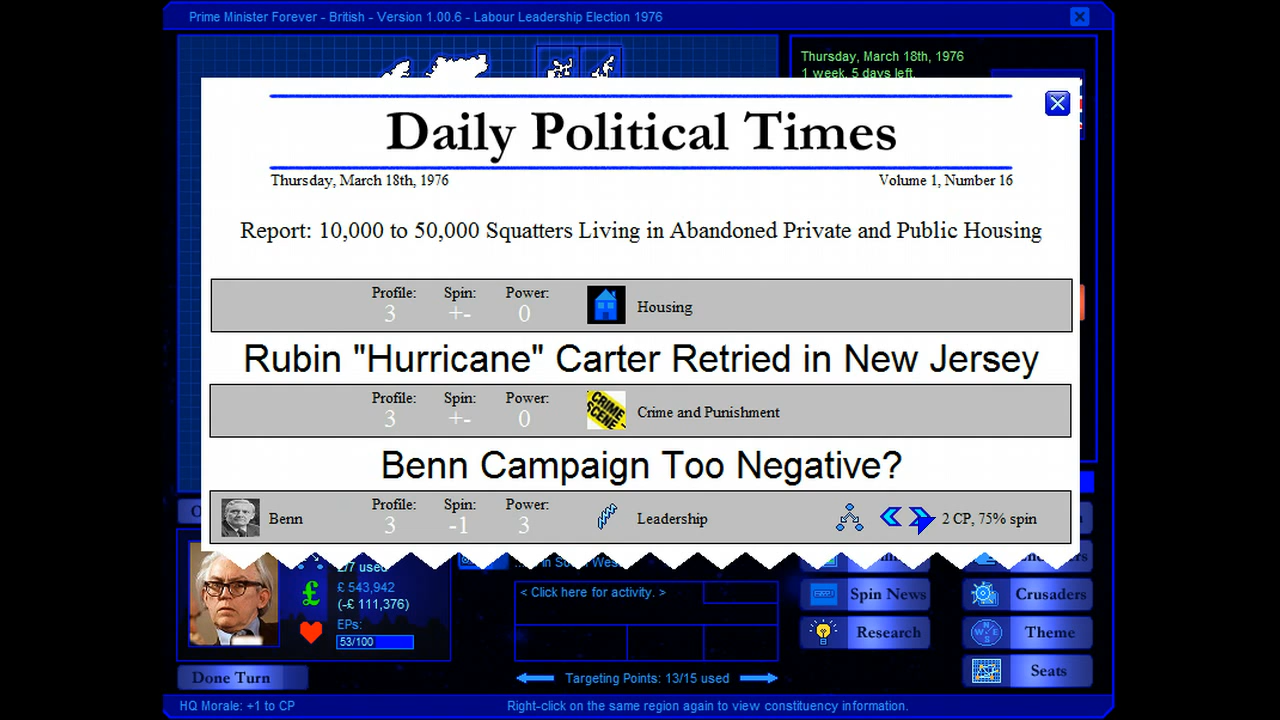 Prime Minister Forever - British - Version 1.00.6 - Labour Leadership Election 1976
Thursday, March 18th, 1976
1 week, 5 days left.
Daily Political Times
Thursday, March 18th, 1976
Volume 1, Number 16
Report: 10,000 to 50,000 Squatters Living in Abandoned Private and Public Housing
Profile: Spin: Power:
3 +- 0 Housing
Rubin "Hurricane" Carter Retried in New Jersey
Profile: Spin: Power:
CRIME SCENE
3 +- 0 Crime and Punishment
Benn Campaign Too Negative?
Profile: Spin: Power:
Benn 3 -1 3 Leadership 2 CP, 75% spin
2/7 used
£ 543,942
(-£ 111,376)
EPs:
53/100
< Click here for activity. >
Spin News
Crusaders
Research
Theme
Seats
Done Turn
Targeting Points: 13/15 used
HQ Morale: +1 to CP
Right-click on the same region again to view constituency information.